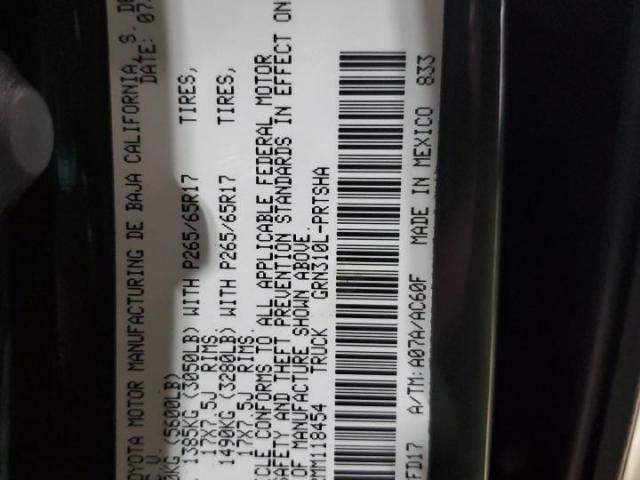 TOYOTA MOTOR MANUFACTURING DE BAJA CALIFORNIA, S. DE
DATE: 07
0KG (5600LB)
1385KG (3050LB) WITH P265/65R17 TIRES,
17X7.5J RIMS,
1490KG (3280LB) WITH P265/65R17 TIRES,
17X7.5J RIMS.
ICLE CONFORMS TO ALL APPLICABLE FEDERAL MOTOR
SAFETY AND THEFT PREVENTION STANDARDS IN EFFECT ON
OF MANUFACTURE SHOWN ABOVE.
MM118454 TRUCK GRN310L-PRTSHA
FD17 A/TM:A07A/AC60F MADE IN MEXICO 833